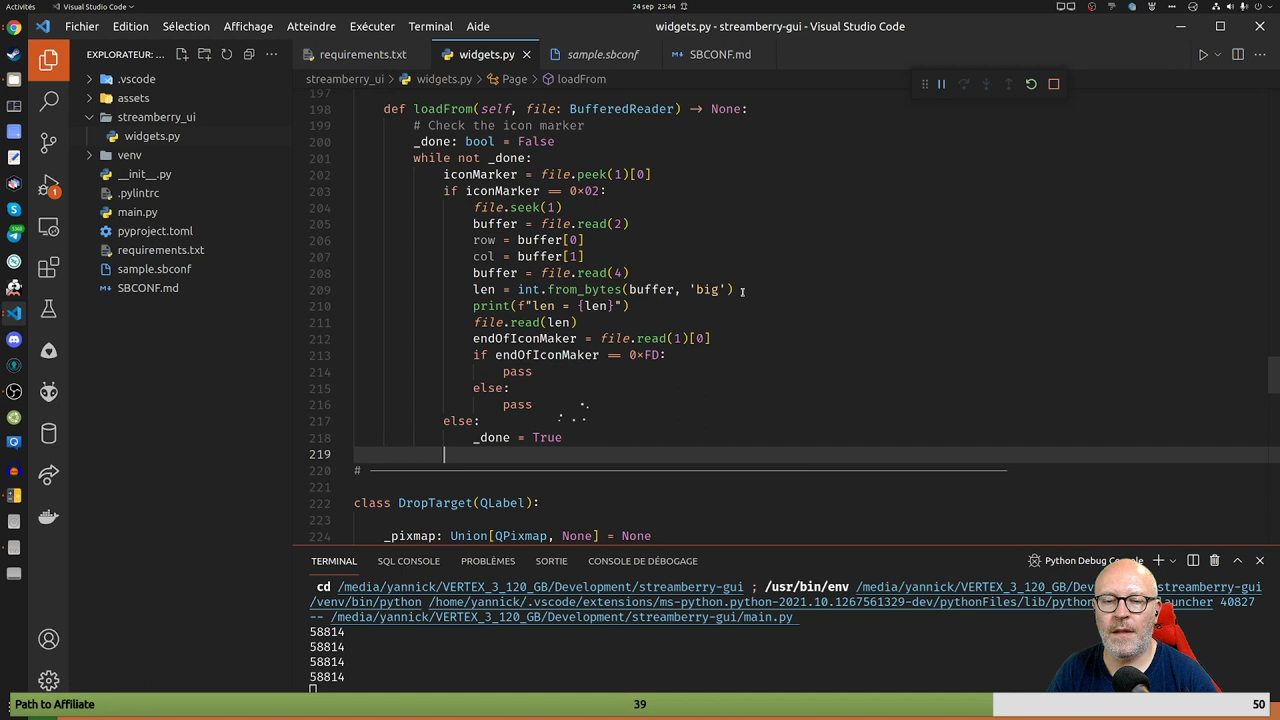 Activités Visual Studio Code 24 sep 23:44
Fichier Edition Sélection Affichage Aller Exécuter Terminal Aide widgets.py - streamberry-gui - Visual Studio Code
EXPLORATEUR: ... requirements.txt widgets.py sample.sbconf SBCONF.md
streamberry_ui > widgets.py > Page > loadFrom
.vscode
assets
streamberry_ui
widgets.py
venv
__init__.py
.pylintrc
main.py
pyproject.toml
requirements.txt
sample.sbconf
SBCONF.md
1
197
198 def loadFrom(self, file: BufferedReader) -> None:
199 # Check the icon marker
200 _done: bool = False
201 while not _done:
202 iconMarker = file.peek(1)[0]
203 if iconMarker == 0×02:
204 file.seek(1)
205 buffer = file.read(2)
206 row = buffer[0]
207 col = buffer[1]
208 buffer = file.read(4)
209 len = int.from_bytes(buffer, 'big')
210 print(f"len = {len}")
211 file.read(len)
212 endOfIconMaker = file.read(1)[0]
213 if endOfIconMaker == 0×FD:
214 pass
215 else:
216 pass
217 else:
218 _done = True
219
220 #
221
222 class DropTarget(QLabel):
223
224 _pixmap: Union[QPixmap, None] = None
TERMINAL SQL CONSOLE PROBLÈMES SORTIE CONSOLE DE DÉBOGAGE Python Debug Console
cd /media/yannick/VERTEX_3_120_GB/Development/streamberry-gui ; /usr/bin/env /media/yannick/VERTEX_3_120_GB/Dev streamberry-gui
/venv/bin/python /home/yannick/.vscode/extensions/ms-python.python-2021.10.1267561329-dev/pythonFiles/lib/python 40827
-- /media/yannick/VERTEX_3_120_GB/Development/streamberry-gui/main.py
58814
58814
58814
58814
Path to Affiliate 39 50